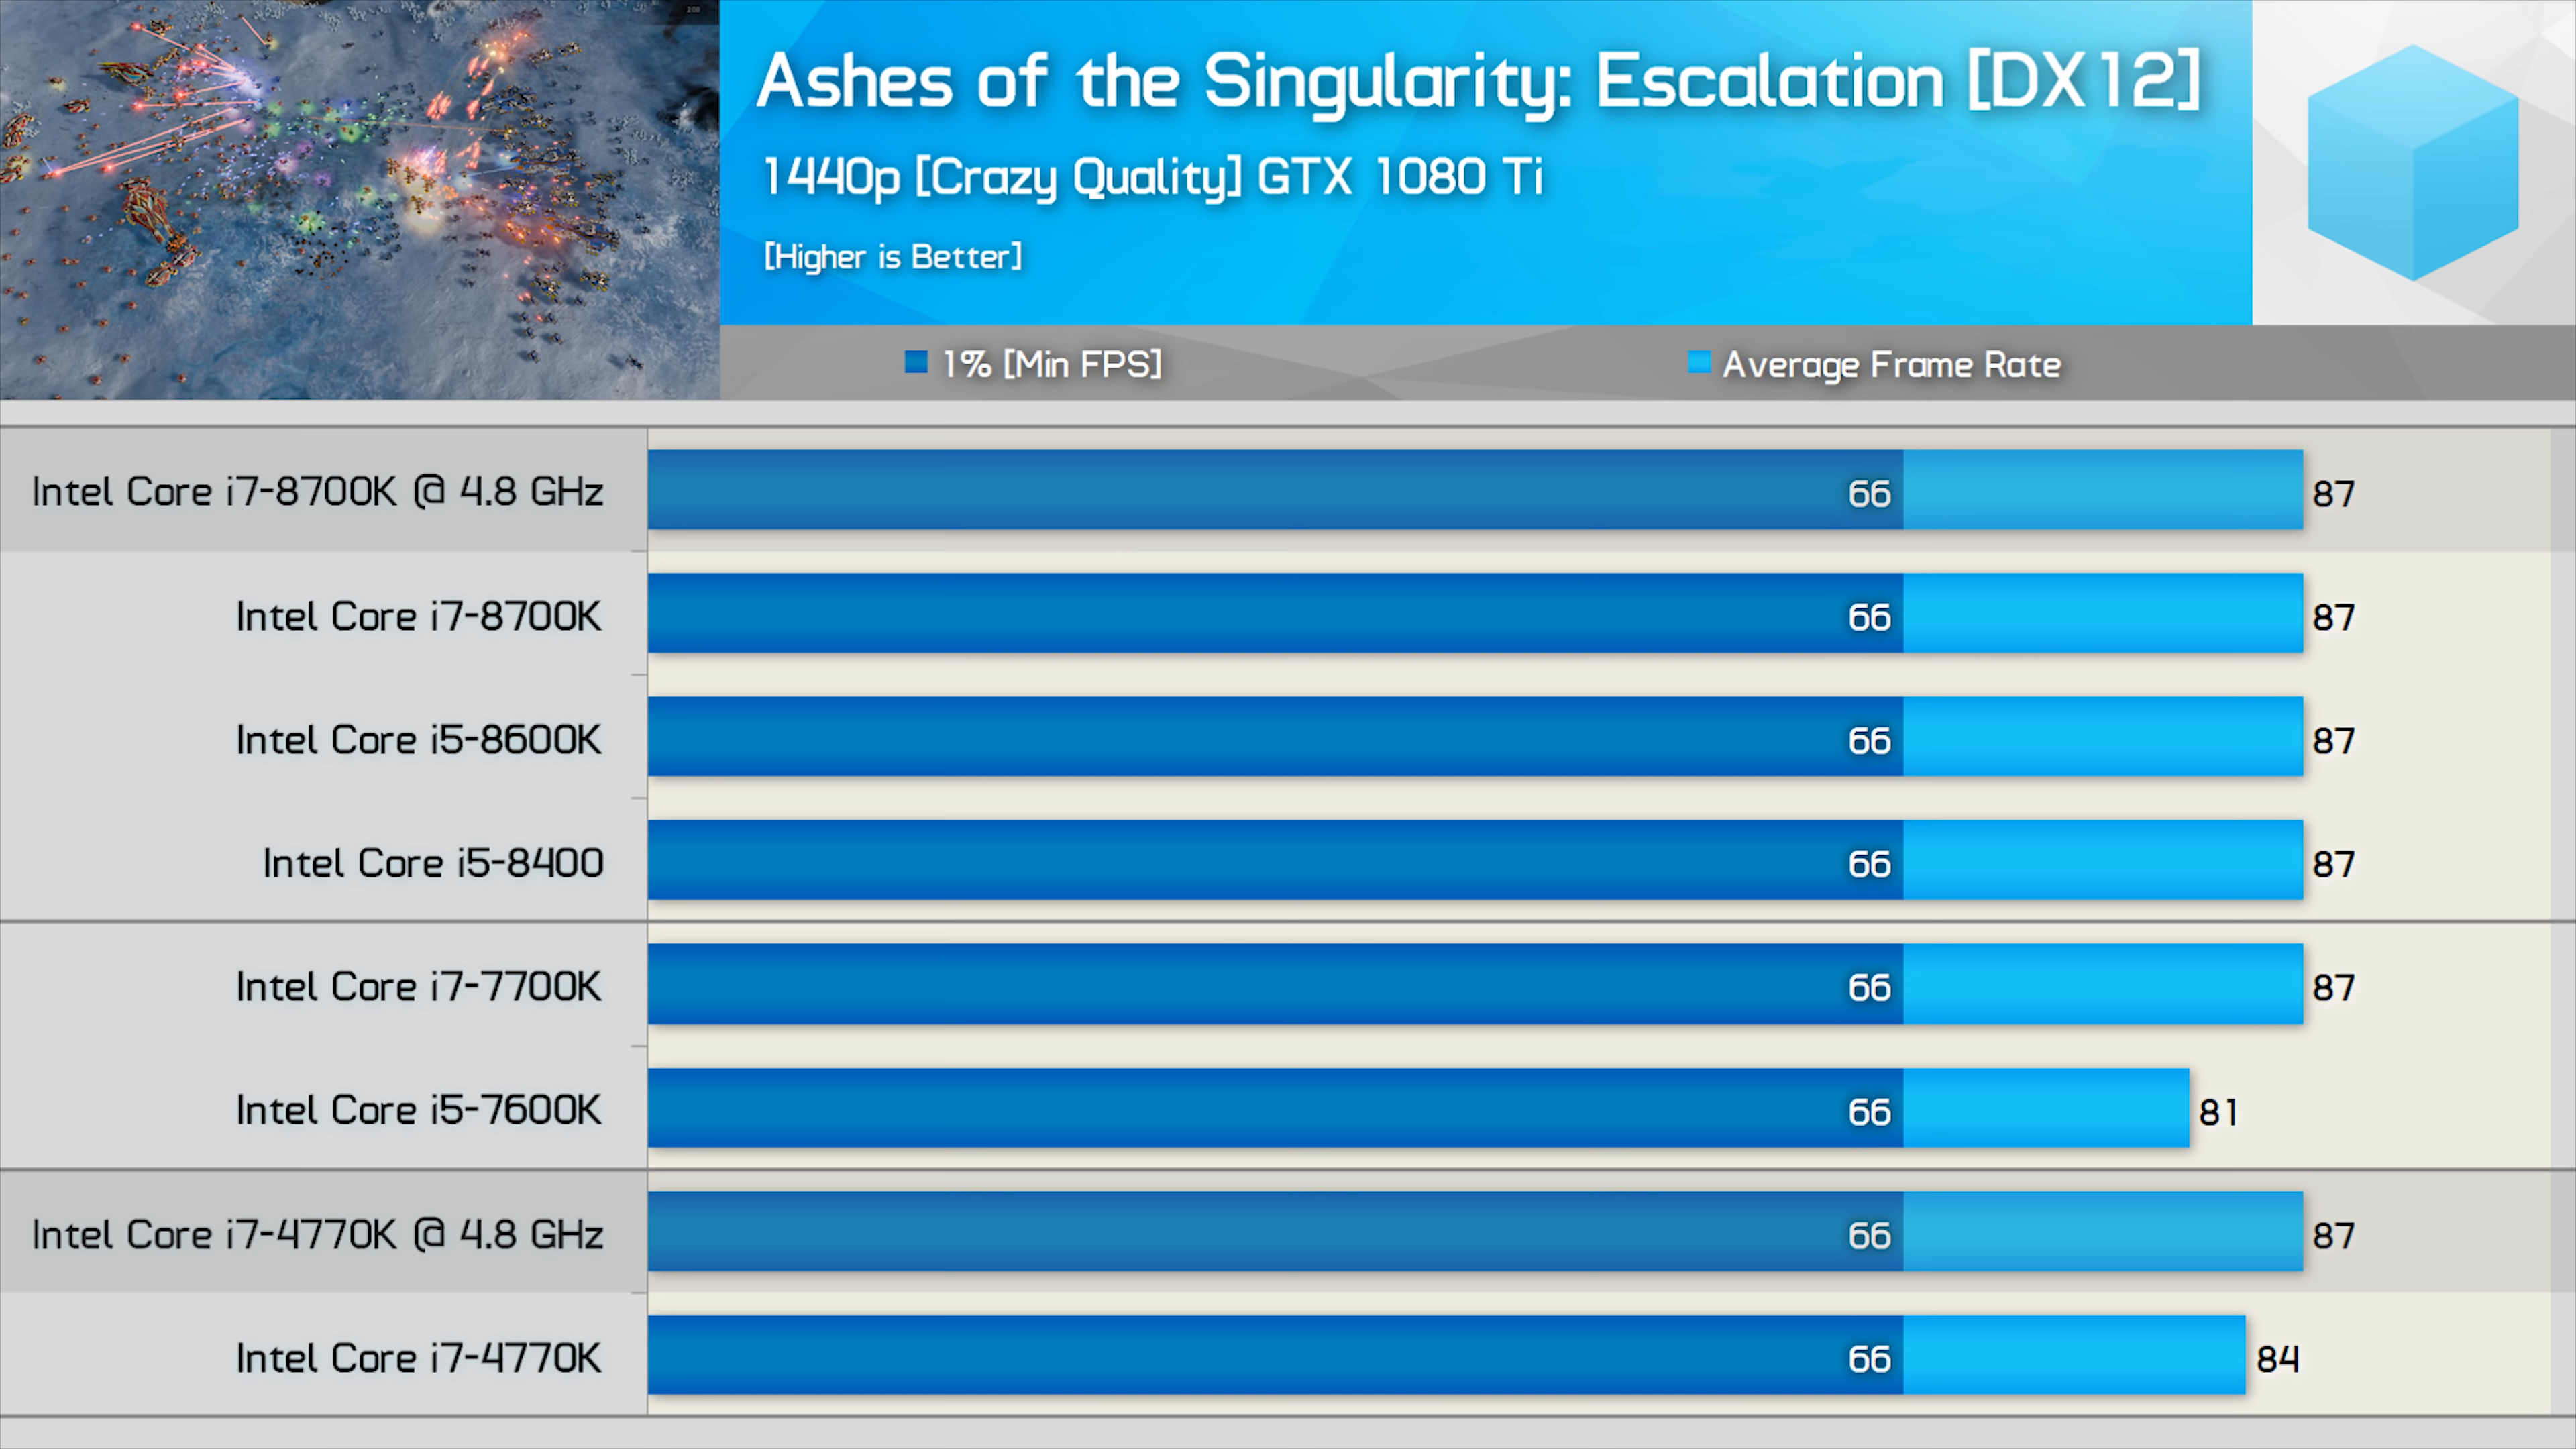 Ashes of the Singularity: Escalation [DX12]
1440p [Crazy Quality] GTX 1080 Ti
[Higher is Better]
1% [Min FPS] Average Frame Rate
Intel Core i7-8700K @ 4.8 GHz 66 87
Intel Core i7-8700K 66 87
Intel Core i5-8600K 66 87
Intel Core i5-8400 66 87
Intel Core i7-7700K 66 87
Intel Core i5-7600K 66 81
Intel Core i7-4770K @ 4.8 GHz 66 87
Intel Core i7-4770K 66 84